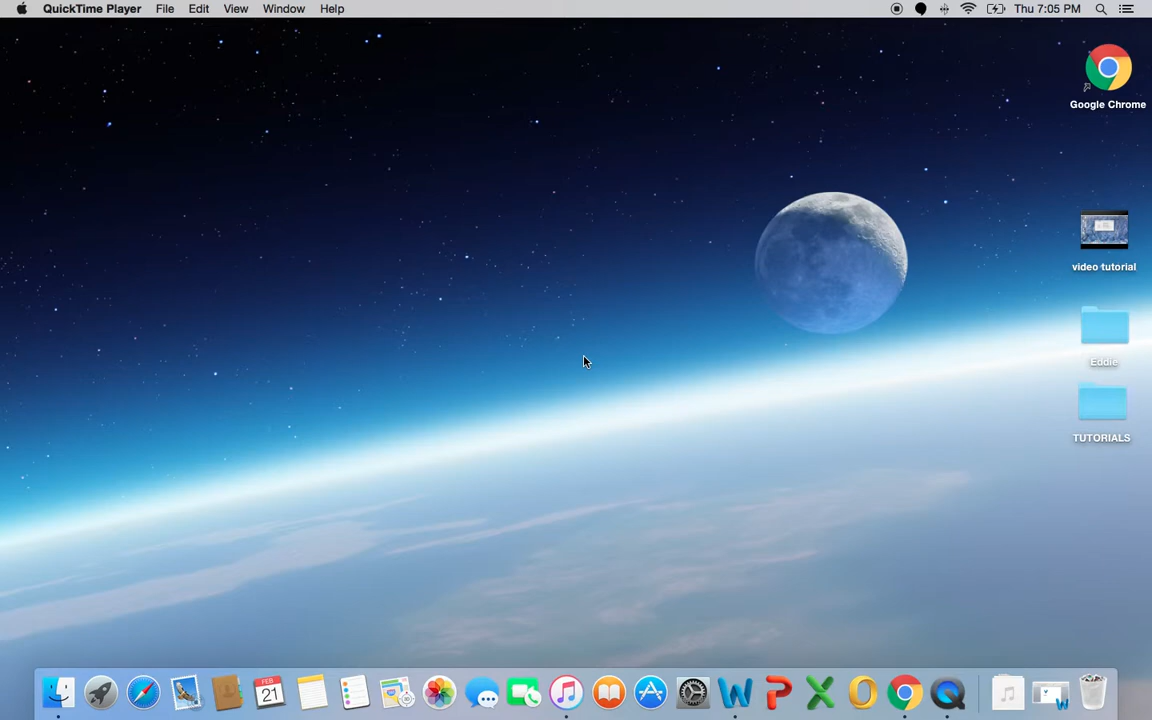 QuickTime Player File Edit View Window Help Thu 7:05 PM
Google Chrome
video tutorial
Eddie
TUTORIALS
FEB
21